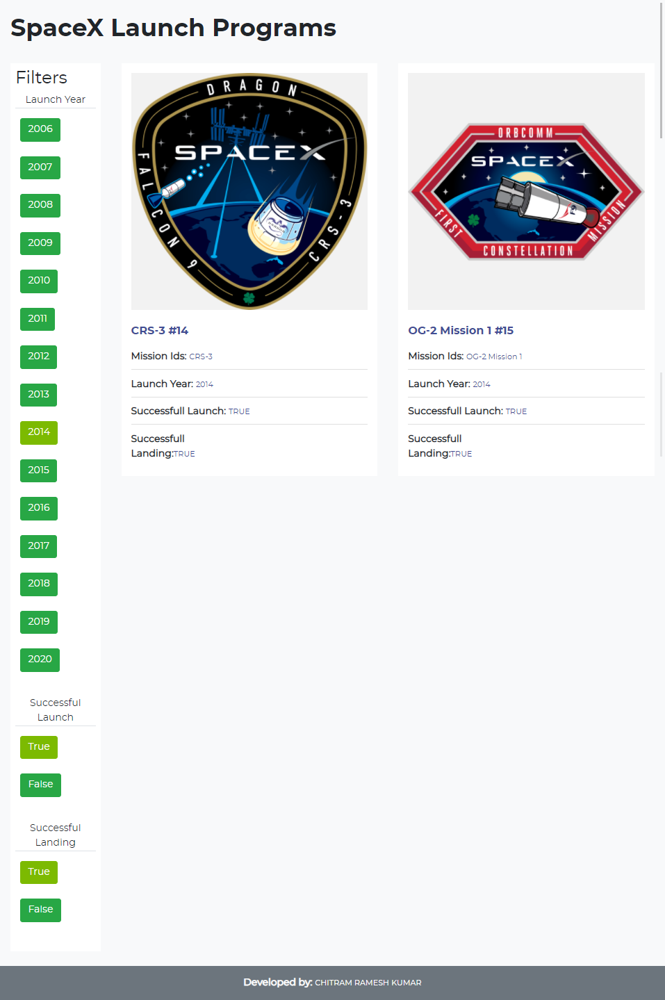 SpaceX Launch Programs
Filters
Launch Year
2006
2007
2008
2009
2010
2011
2012
2013
2014
2015
2016
2017
2018
2019
2020
Successful
Launch
True
False
Successful
Landing
True
False
DRAGON
SPACEX
FALCON 9
CRS-3
CRS-3 #14
Mission Ids: CRS-3
Launch Year: 2014
Successfull Launch: TRUE
Successfull
Landing:TRUE
ORBCOMM
SPACEX
F9
FIRST
CONSTELLATION
MISSION
OG-2 Mission 1 #15
Mission Ids: OG-2 Mission 1
Launch Year: 2014
Successfull Launch: TRUE
Successfull
Landing:TRUE
Developed by: CHITRAM RAMESH KUMAR